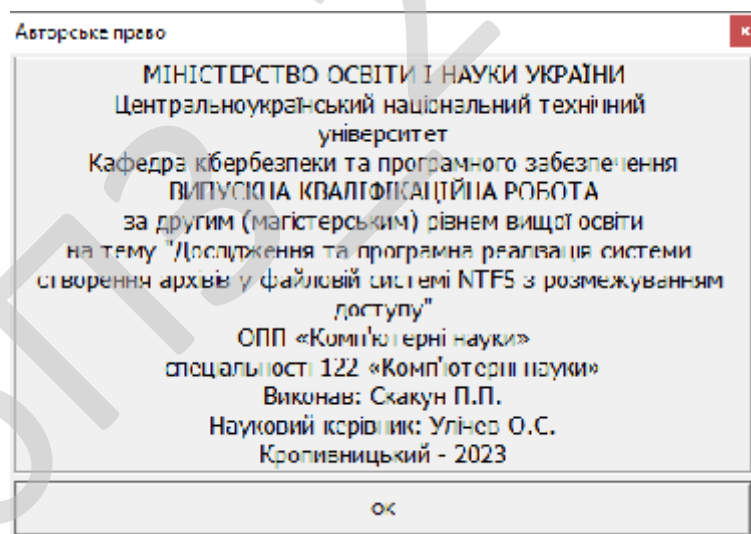 Авторське право
МІНІСТЕРСТВО ОСВІТИ І НАУКИ УКРАЇНИ
Центральноукраїнський національний технічний
університет
Кафедра кібербезпеки та програмного забезпечення
ВИПУСКНА КВАЛІФІКАЦІЙНА РОБОТА
за другим (магістерським) рівнем вищої освіти
на тему "Дослідження та програмна реалізація системи
створення архівів у файловій системі NTFS з розмежуванням
доступу"
ОПП «Комп'ютерні науки»
спеціальності 122 «Комп'ютерні науки»
Виконав: Скакун П.П.
Науковий керівник: Улічев О.С.
Кропивницький - 2023
ОК